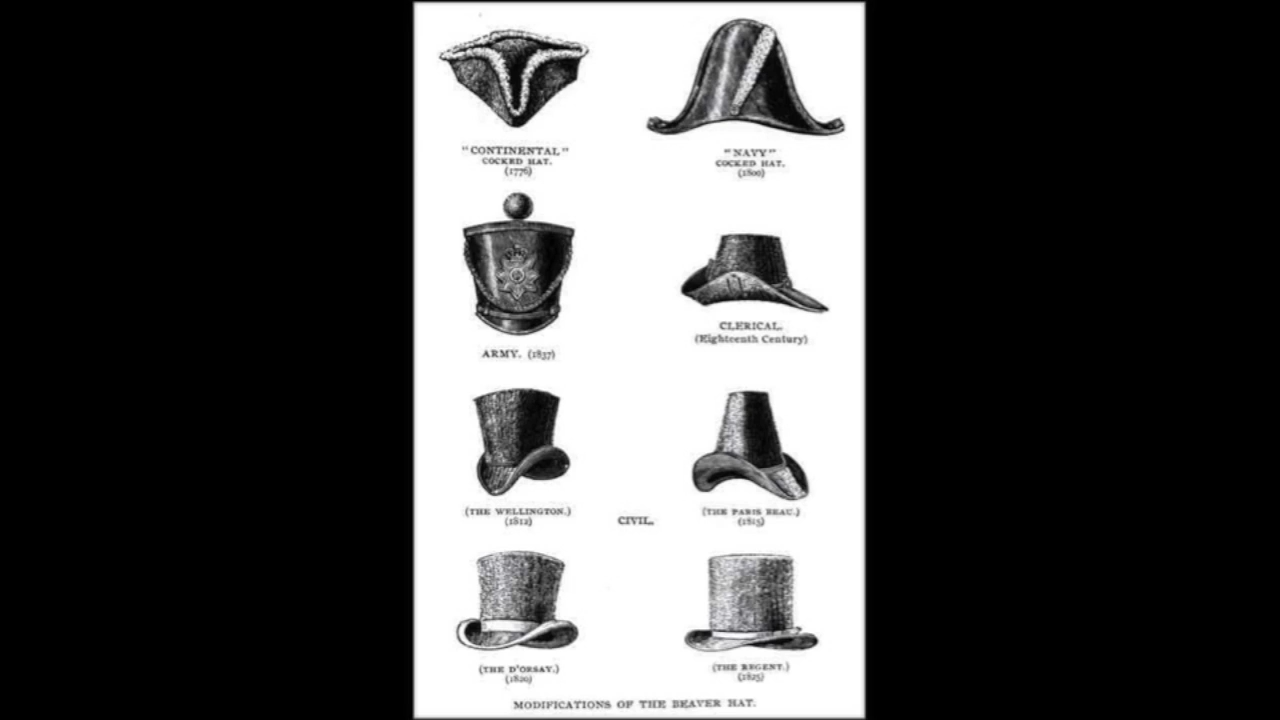 "CONTINENTAL"
COCKED HAT.
(1776)
"NAVY"
COCKED HAT.
(1800)
ARMY. (1837)
CLERICAL.
(Eighteenth Century)
(THE WELLINGTON.)
(1812)
CIVIL.
(THE PARIS BEAU.)
(1815)
(THE D'ORSAY.)
(1820)
(THE REGENT.)
(1825)
MODIFICATIONS OF THE BEAVER HAT.